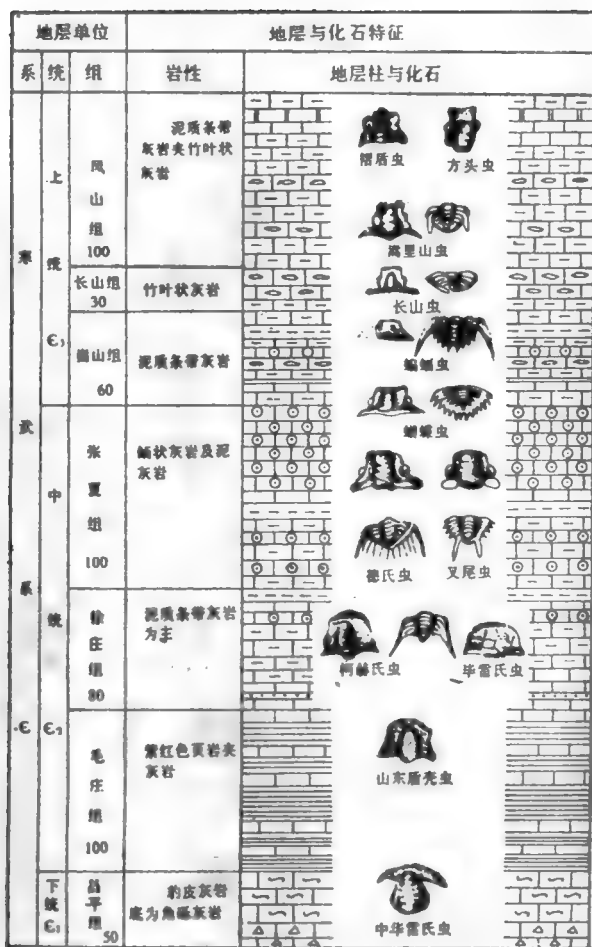 地层单位
地层与化石特征
系
统
组
岩性
地层柱与化石
寒
武
系
Є
上
统
Є₃
凤
山
组
100
泥质条带
灰岩夹竹叶状
灰岩
褶盾虫
方头虫
蒿里山虫
长山组
30
竹叶状灰岩
长山虫
崮山组
60
泥质条带灰岩
蝙蝠虫
蝴蝶虫
中
统
Є₂
张
夏
组
100
鲕状灰岩及泥
灰岩
德氏虫
叉尾虫
徐
庄
组
80
泥质条带灰岩
为主
柯赫氏虫
毕雷氏虫
毛
庄
组
100
紫红色页岩夹
灰岩
山东盾壳虫
下
统
Є₁
昌
平
组
50
豹皮灰岩
底为角砾灰岩
中华雷氏虫